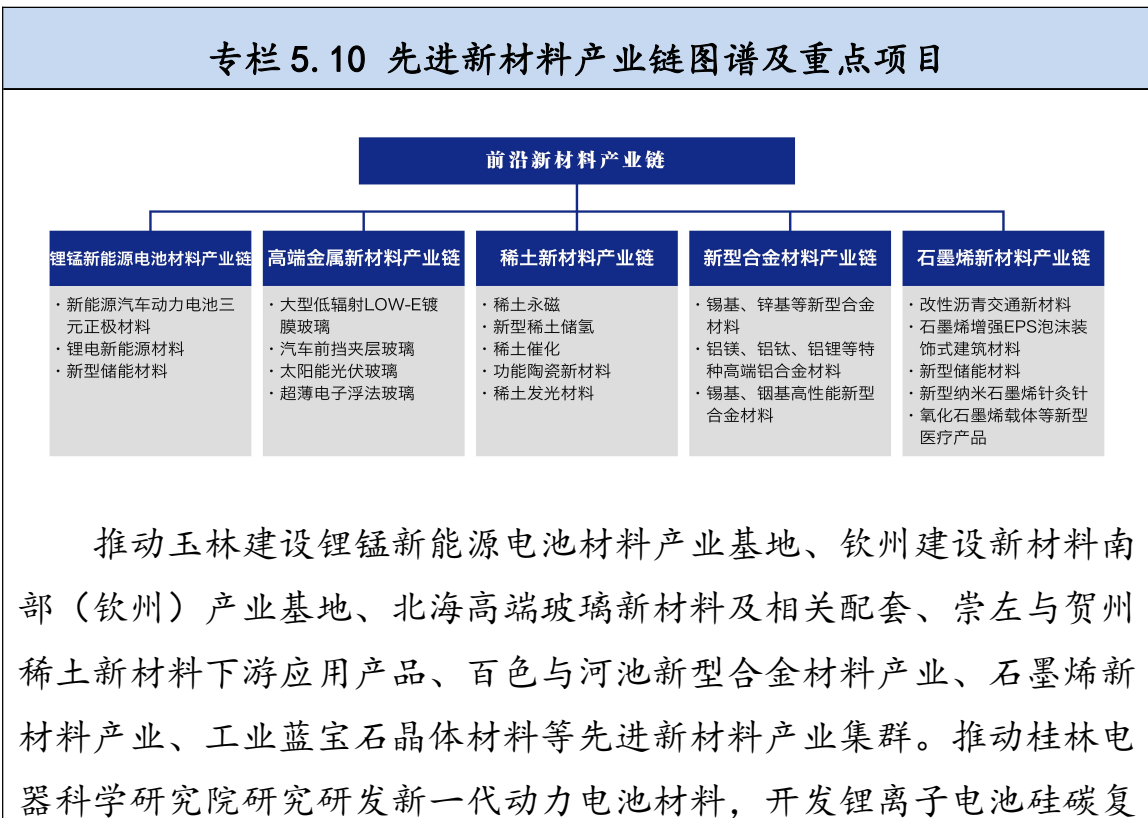 专栏 5.10 先进新材料产业链图谱及重点项目
前沿新材料产业链
锂锰新能源电池材料产业链
·新能源汽车动力电池三
元正极材料
·锂电新能源材料
·新型储能材料
高端金属新材料产业链
·大型低辐射LOW-E镀
膜玻璃
·汽车前挡夹层玻璃
·太阳能光伏玻璃
·超薄电子浮法玻璃
稀土新材料产业链
·稀土永磁
·新型稀土储氢
·稀土催化
·功能陶瓷新材料
·稀土发光材料
新型合金材料产业链
·锡基、锌基等新型合金
材料
·铝镁、铝钛、铝锂等特
种高端铝合金材料
·锡基、铟基高性能新型
合金材料
石墨烯新材料产业链
·改性沥青交通新材料
·石墨烯增强EPS泡沫装
饰式建筑材料
·新型储能材料
·新型纳米石墨烯针灸针
·氧化石墨烯载体等新型
医疗产品
推动玉林建设锂锰新能源电池材料产业基地、钦州建设新材料南
部（钦州）产业基地、北海高端玻璃新材料及相关配套、崇左与贺州
稀土新材料下游应用产品、百色与河池新型合金材料产业、石墨烯新
材料产业、工业蓝宝石晶体材料等先进新材料产业集群。推动桂林电
器科学研究院研究研发新一代动力电池材料，开发锂离子电池硅碳复